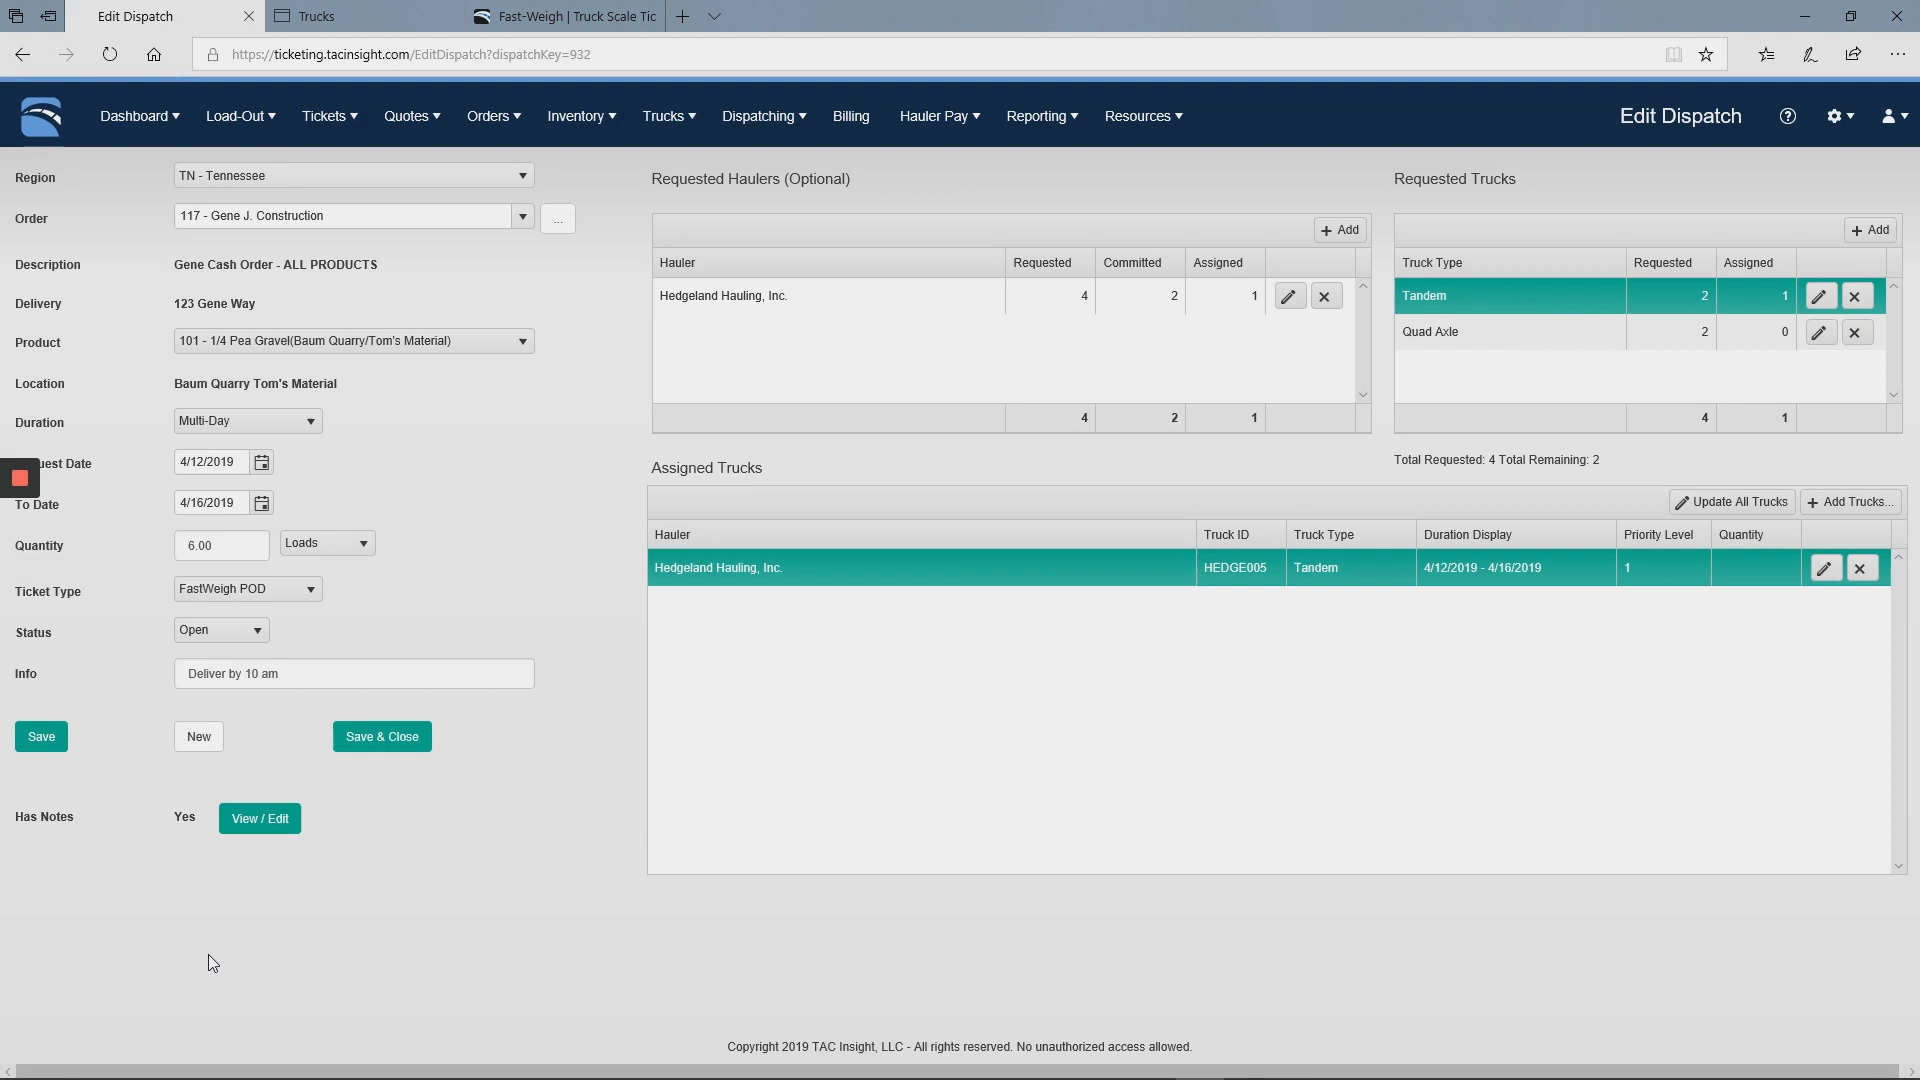 Edit Dispatch
Trucks
Fast-Weigh | Truck Scale Tic
https://ticketing.tacinsight.com/EditDispatch?dispatchKey=932
Dashboard Load-Out Tickets Quotes Orders Inventory Trucks Dispatching Billing Hauler Pay Reporting Resources
Edit Dispatch
Region
TN - Tennessee
Order
117 - Gene J. Construction
...
Description
Gene Cash Order - ALL PRODUCTS
Delivery
123 Gene Way
Product
101 - 1/4 Pea Gravel(Baum Quarry/Tom's Material)
Location
Baum Quarry Tom's Material
Duration
Multi-Day
uest Date
4/12/2019
To Date
4/16/2019
Quantity
6.00
Loads
Ticket Type
FastWeigh POD
Status
Open
Info
Deliver by 10 am
Save
New
Save & Close
Has Notes
Yes
View / Edit
Requested Haulers (Optional)
+ Add
Hauler Requested Committed Assigned
Hedgeland Hauling, Inc. 4 2 1
4 2 1
Requested Trucks
+ Add
Truck Type Requested Assigned
Tandem 2 1
Quad Axle 2 0
4 1
Total Requested: 4 Total Remaining: 2
Assigned Trucks
Update All Trucks
+ Add Trucks...
Hauler Truck ID Truck Type Duration Display Priority Level Quantity
Hedgeland Hauling, Inc. HEDGE005 Tandem 4/12/2019 - 4/16/2019 1
Copyright 2019 TAC Insight, LLC - All rights reserved. No unauthorized access allowed.